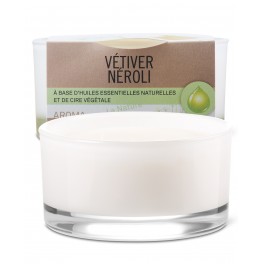 VÉTIVER
NÉROLI
À BASE D'HUILES ESSENTIELLES NATURELLES
ET DE CIRE VÉGÉTALE